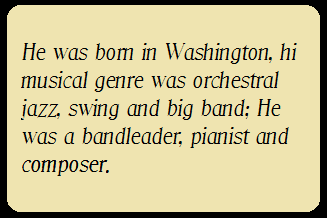 He was born in Washington, hi
musical genre was orchestral
jazz, swing and big band; He
was a bandleader, pianist and
composer.